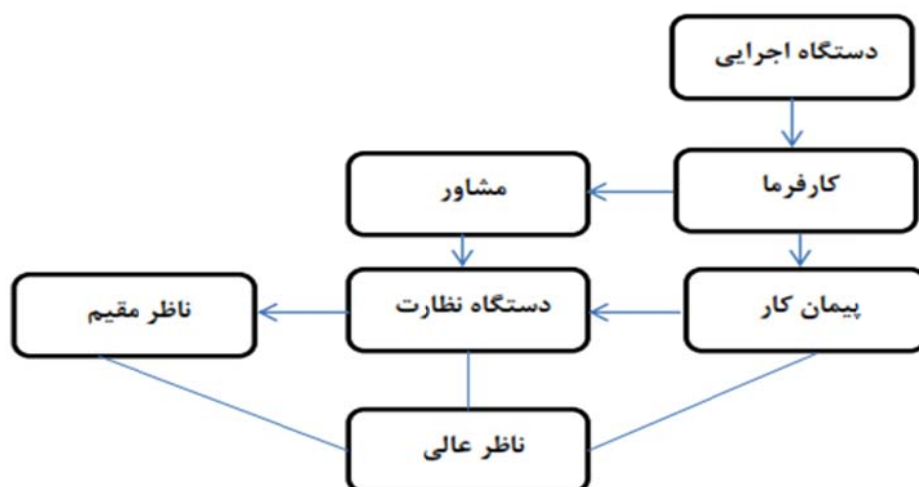 دستگاه اجرایی
کارفرما
مشاور
پیمان کار
دستگاه نظارت
ناظر مقیم
ناظر عالی